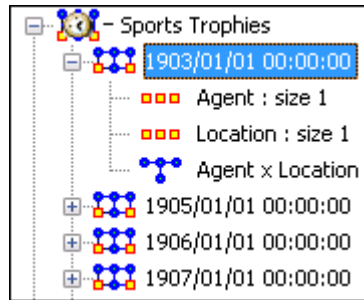 - Sports Trophies
1903/01/01 00:00:00
Agent : size 1
Location : size 1
Agent x Location
1905/01/01 00:00:00
1906/01/01 00:00:00
1907/01/01 00:00:00